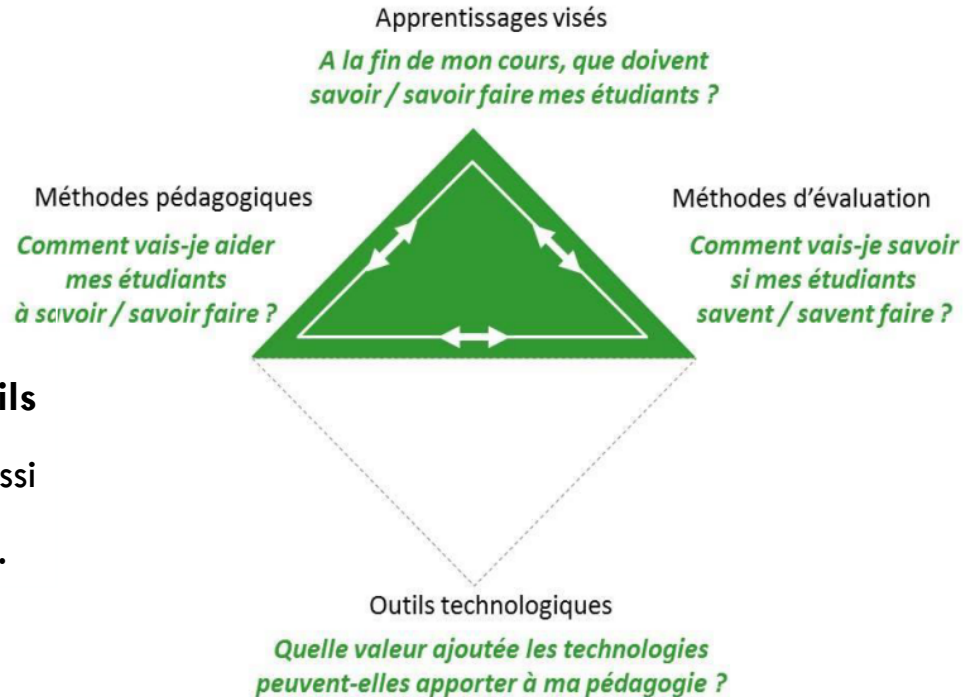 Apprentissages visés
A la fin de mon cours, que doivent
savoir / savoir faire mes étudiants ?
Méthodes pédagogiques
Comment vais-je aider
mes étudiants
à savoir / savoir faire ?
Méthodes d'évaluation
Comment vais-je savoir
si mes étudiants
savent / savent faire ?
ils
ssi
.
Outils technologiques
Quelle valeur ajoutée les technologies
peuvent-elles apporter à ma pédagogie ?